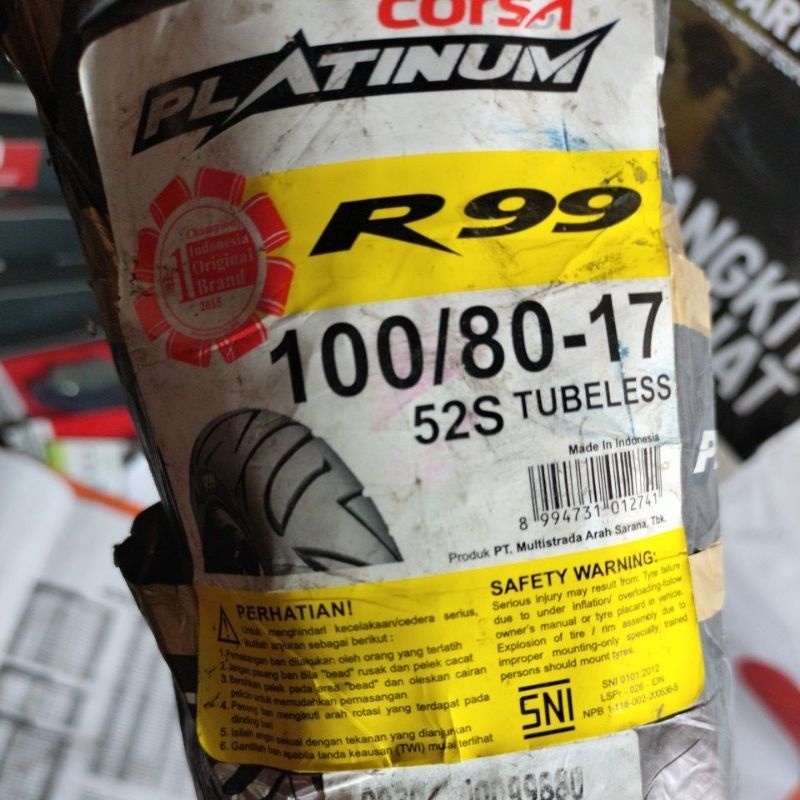 CORSA
PLATINUM
R99
Champion
#1
Indonesia
Original
Brand
2015
100/80-17
52S TUBELESS
Made In Indonesia
8 994731 012741
Produk PT. Multistrada Arah Sarana, Tbk.
PERHATIAN!
Untuk menghindari kecelakaan/cedera serius,
ikutilah anjuran sebagai berikut :
1. Pemasangan ban dilakukan oleh orang yang terlatih
2. Jangan pasang ban bila "bead" rusak dan pelek cacat
3. Bersihkan pelek pada area "bead" dan oleskan cairan
pelicin untuk memudahkan pemasangan
4. Pasang ban mengikuti arah rotasi yang terdapat pada
dinding ban
5. Isilah angin sesuai dengan tekanan yang dianjurkan
6. Gantilah ban apabila tanda keausan (TWI) mulai terlihat
SAFETY WARNING:
Serious injury may result from: Tyre failure
due to under inflation/ overloading-follow
owner's manual or tyre placard in vehicle.
Explosion of tire / rim assembly due to
improper mounting-only specially, trained
persons should mount tyres.
SNI
SNI 0101:2012
LSPr - 026 - IDN
NPB 1-118-002-200536-5